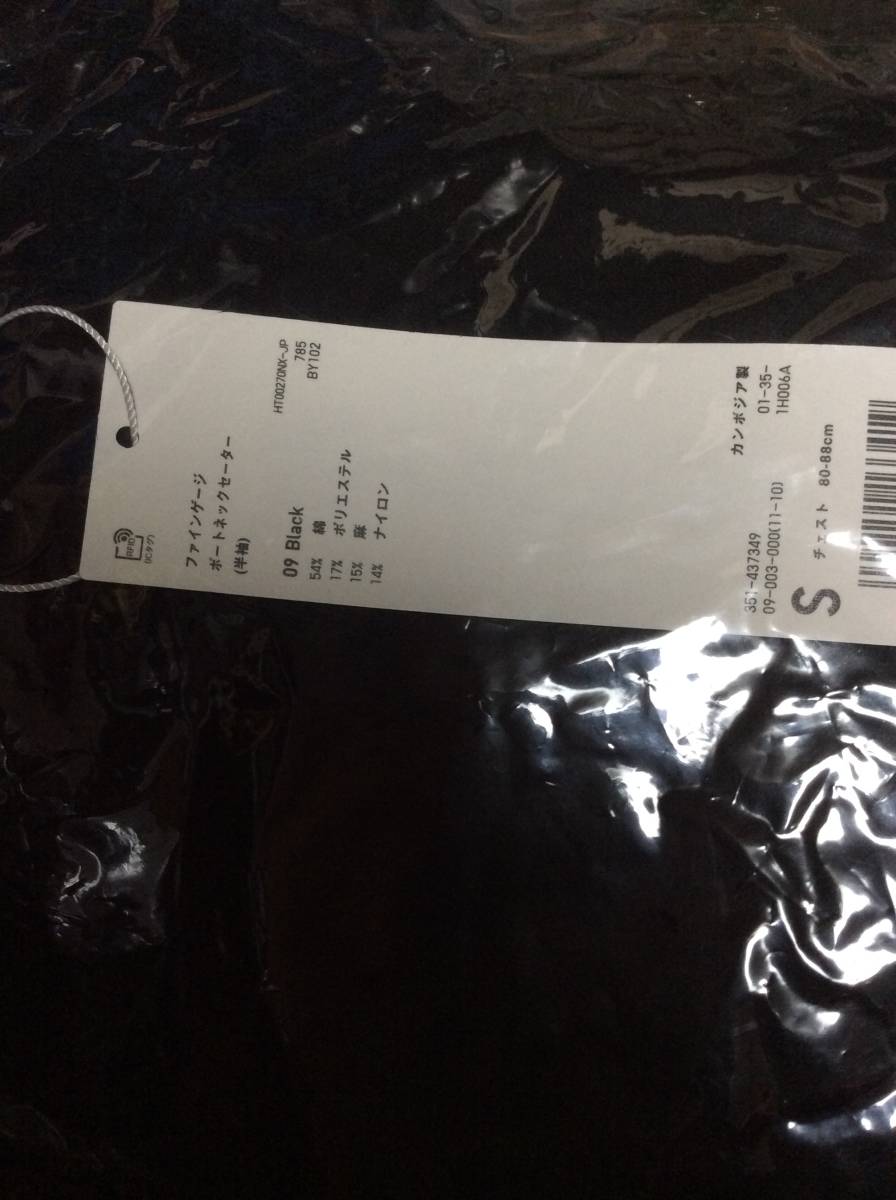 RFID
(ICタグ)
ファインゲージ
ボートネックセーター
(半袖)
HT00270NX-JP
785
BY102
09 Black
54% 綿
17% ポリエステル
15% 麻
14% ナイロン
カンボジア製
351-437349 01-35-
09-003-000(11-10) 1H006A
S チェスト 80-88cm